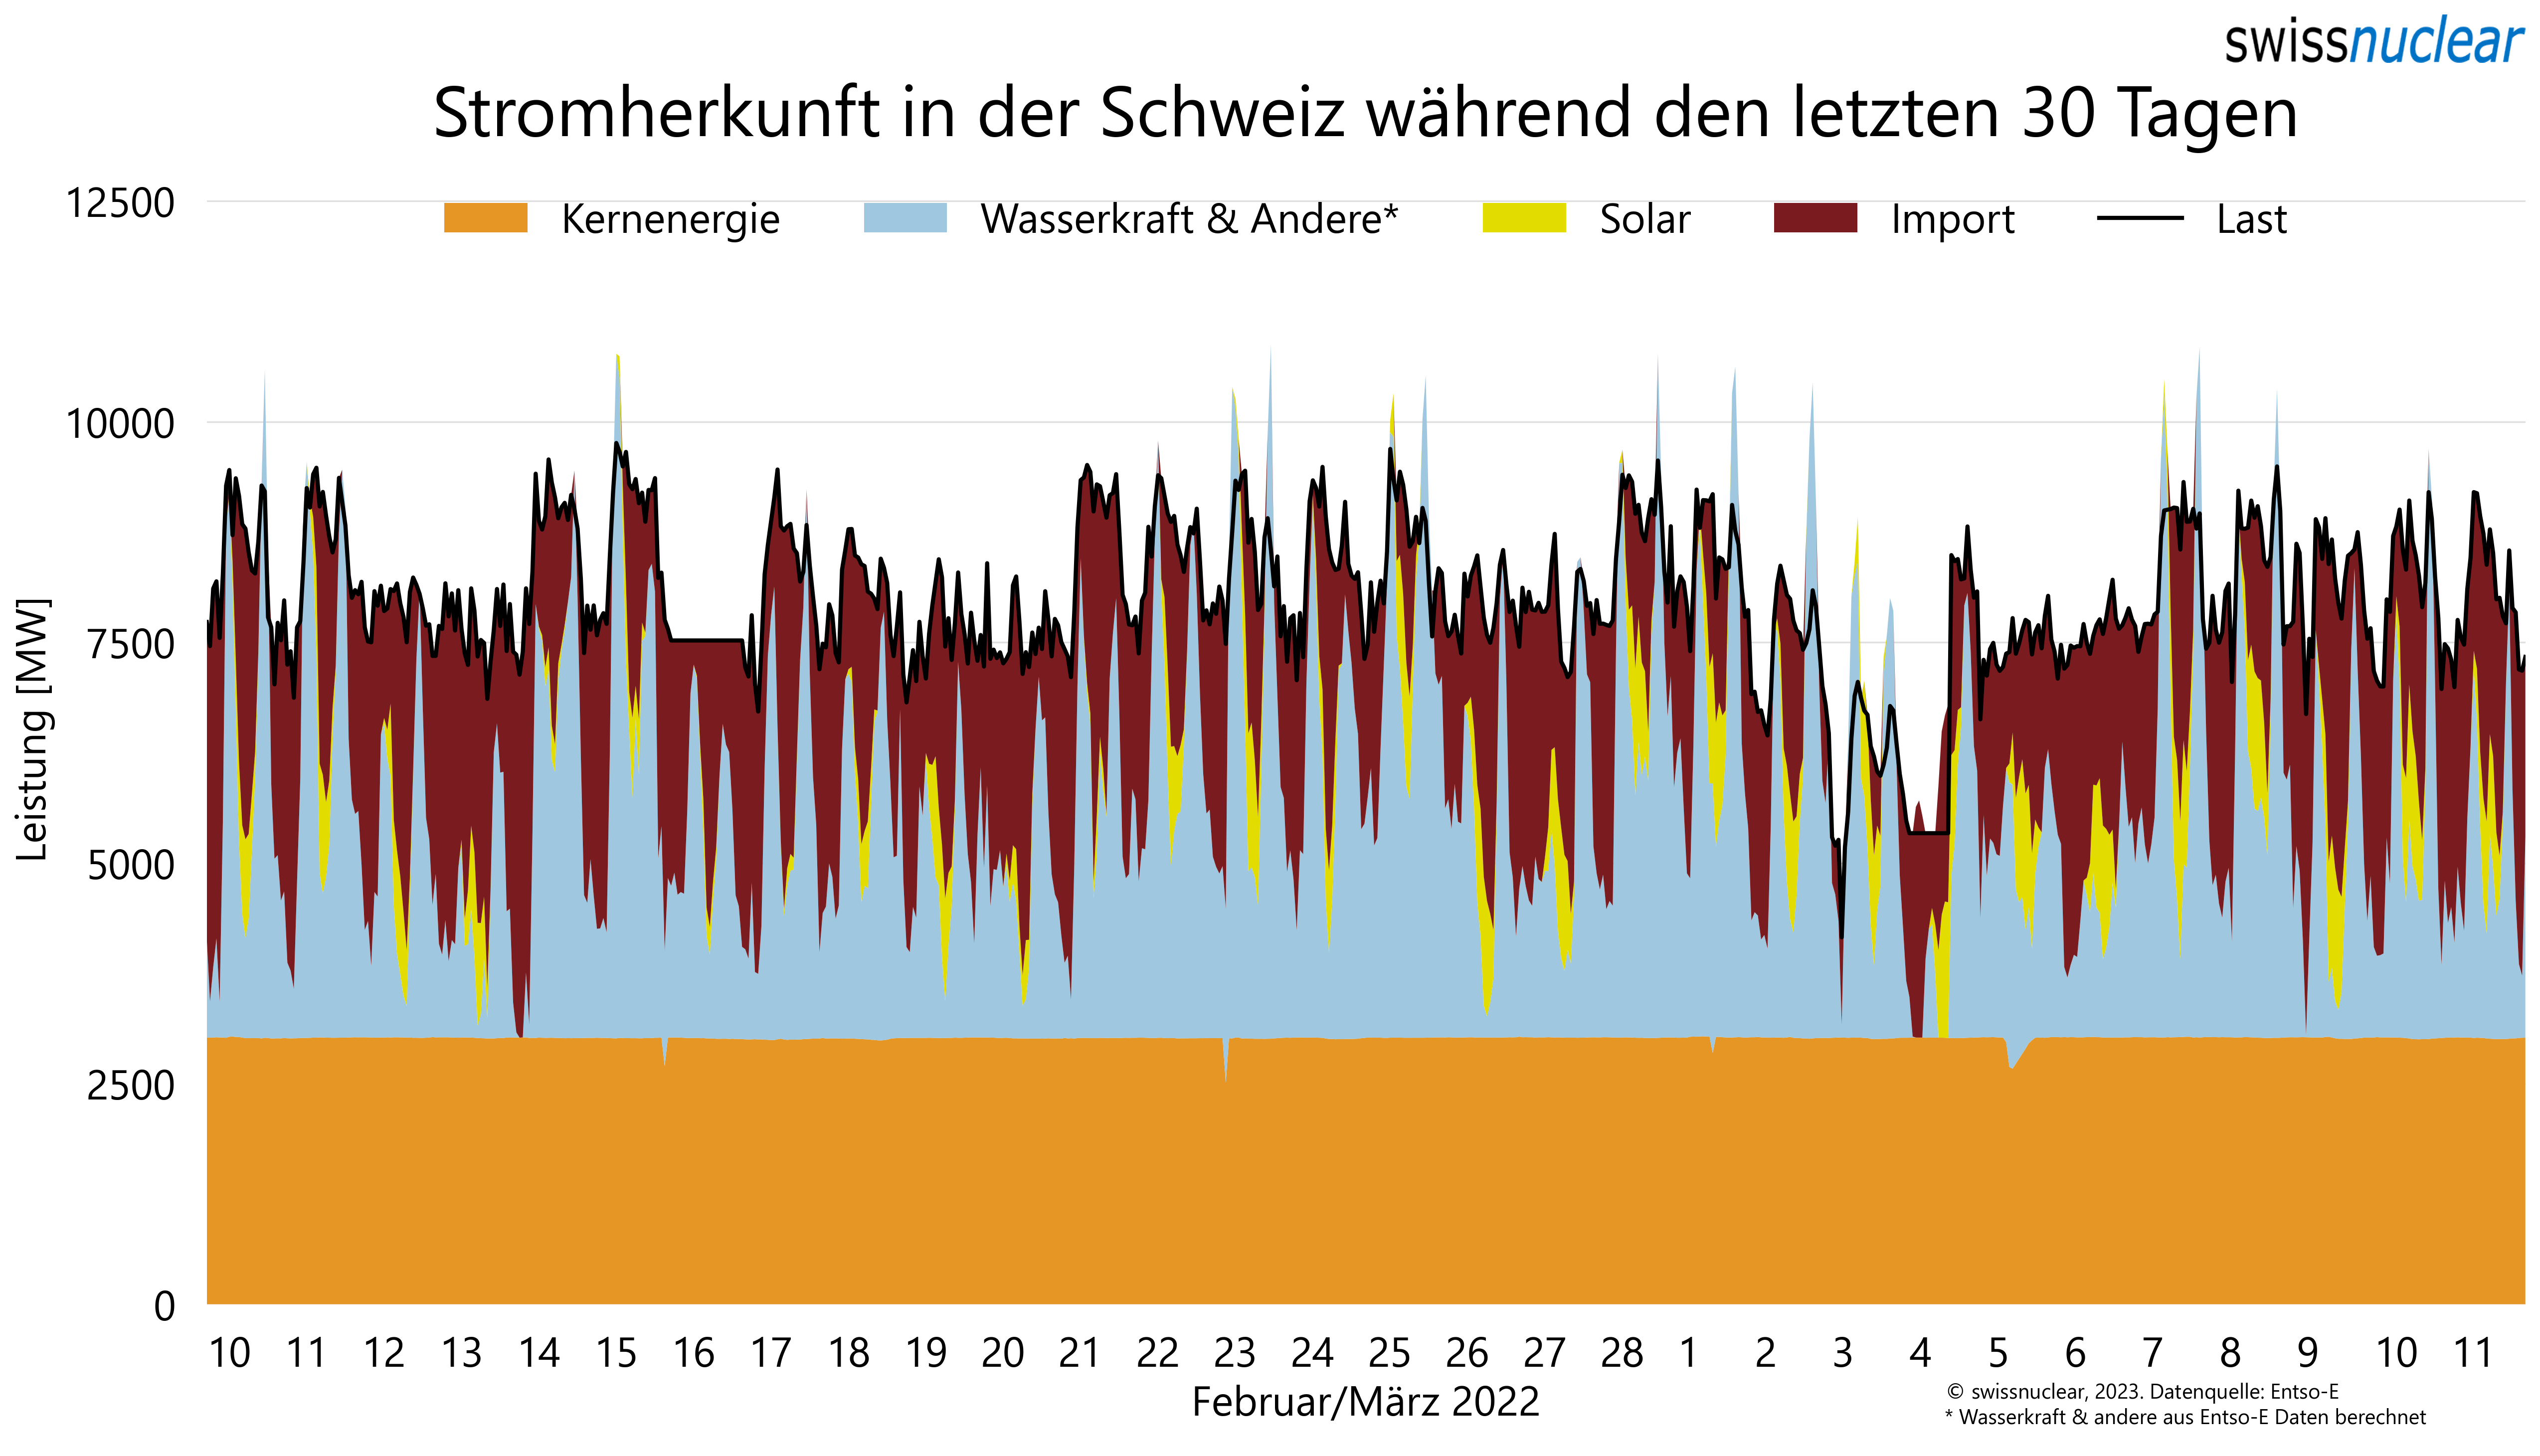 swissnuclear
Stromherkunft in der Schweiz während den letzten 30 Tagen
12500
Kernenergie Wasserkraft & Andere* Solar Import Last
10000
7500
5000
2500
0
Leistung [MW]
10 11 12 13 14 15 16 17 18 19 20 21 22 23 24 25 26 27 28 1 2 3 4 5 6 7 8 9 10 11
Februar/März 2022
© swissnuclear, 2023. Datenquelle: Entso-E
* Wasserkraft & andere aus Entso-E Daten berechnet